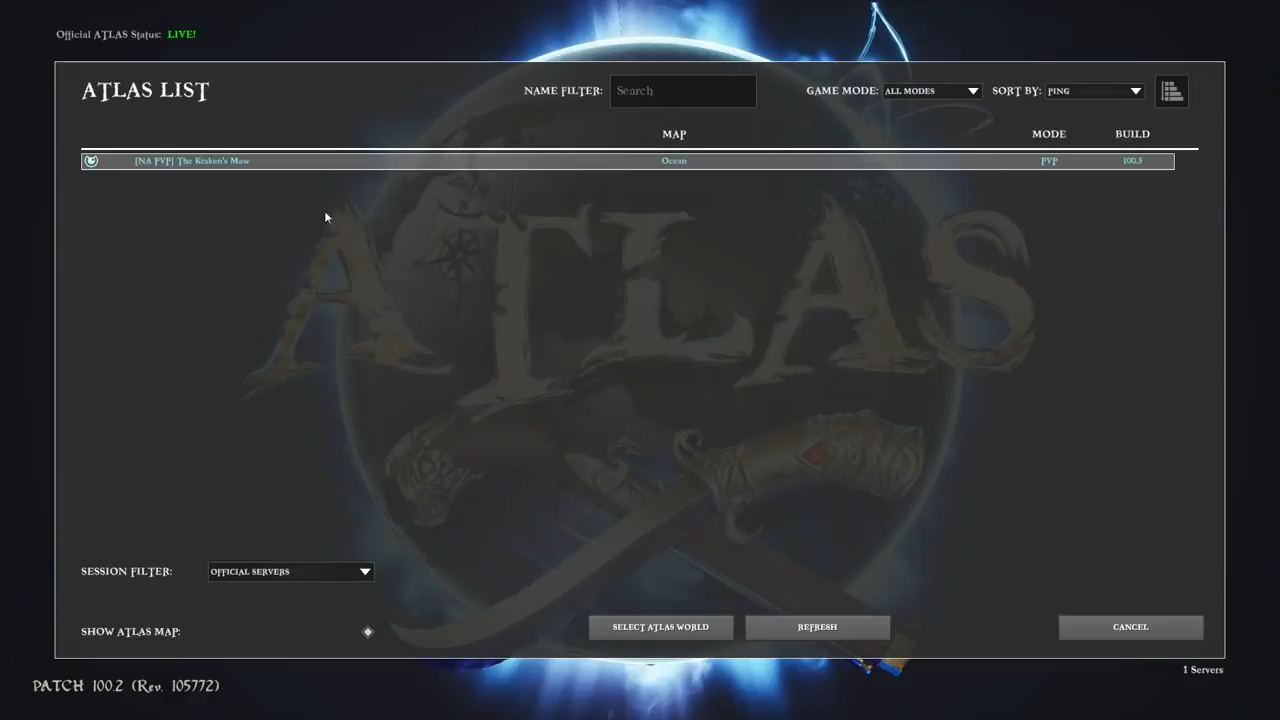 Official ATLAS Status: LIVE!
ATLAS LIST
NAME FILTER: Search
GAME MODE: ALL MODES
SORT BY: PING
MAP MODE BUILD
[NA PVP] The Kraken's Maw Ocean PVP 100.3
ATLAS
SESSION FILTER: OFFICIAL SERVERS
SHOW ATLAS MAP:
SELECT ATLAS WORLD
REFRESH
CANCEL
1 Servers
PATCH 100.2 (Rev. 105772)